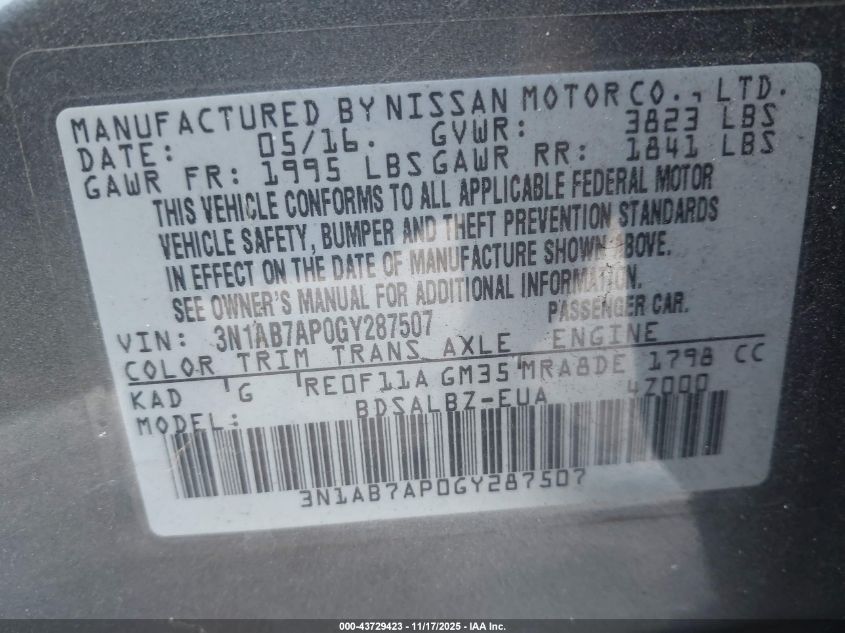 MANUFACTURED BY NISSAN MOTOR CO., LTD.
DATE: 05/16. GVWR: 3823 LBS
GAWR FR: 1995 LBS GAWR RR: 1841 LBS
THIS VEHICLE CONFORMS TO ALL APPLICABLE FEDERAL MOTOR
VEHICLE SAFETY, BUMPER AND THEFT PREVENTION STANDARDS
IN EFFECT ON THE DATE OF MANUFACTURE SHOWN ABOVE.
SEE OWNER'S MANUAL FOR ADDITIONAL INFORMATION.
VIN: 3N1AB7AP0GY287507 PASSENGER CAR.
COLOR TRIM TRANS AXLE ENGINE
KAD G RE0F11A GM35 MRA8DE 1798 CC
MODEL: BDSALBZ-EUA 4Z000
3N1AB7AP0GY287507
000-43729423 - 11/17/2025 - IAA Inc.